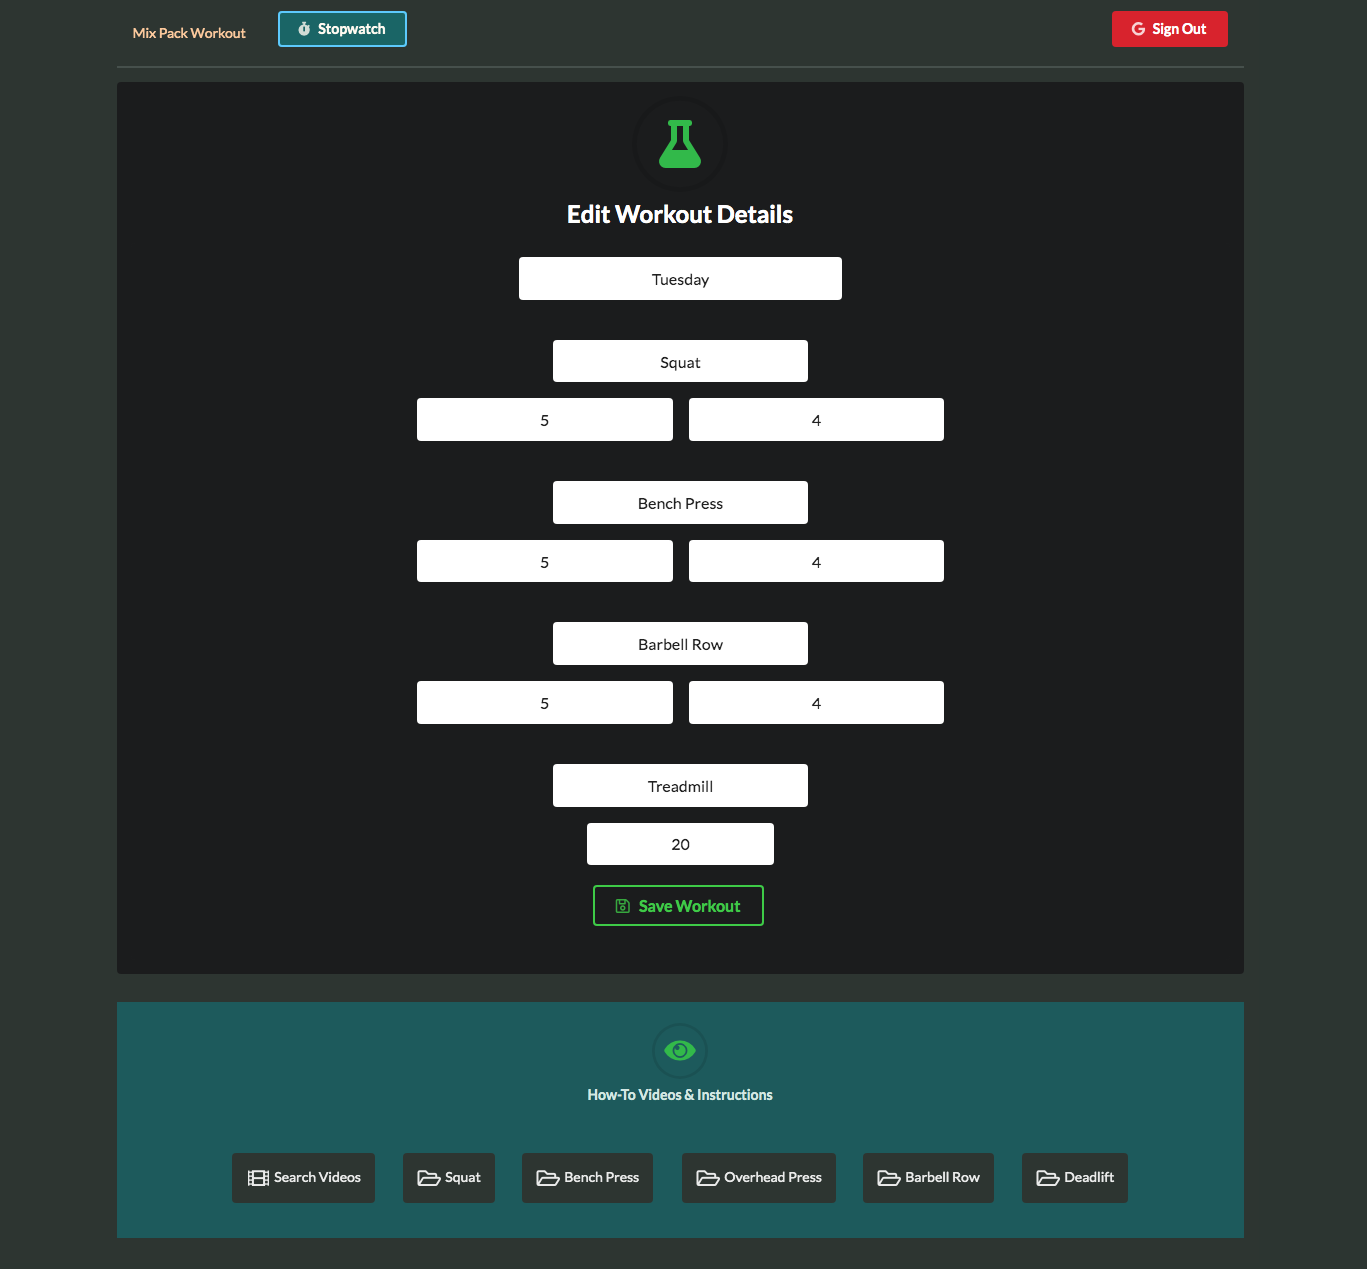 Mix Pack Workout Stopwatch Sign Out
Edit Workout Details
Tuesday
Squat
5 4
Bench Press
5 4
Barbell Row
5 4
Treadmill
20
Save Workout
How-To Videos & Instructions
Search Videos Squat Bench Press Overhead Press Barbell Row Deadlift